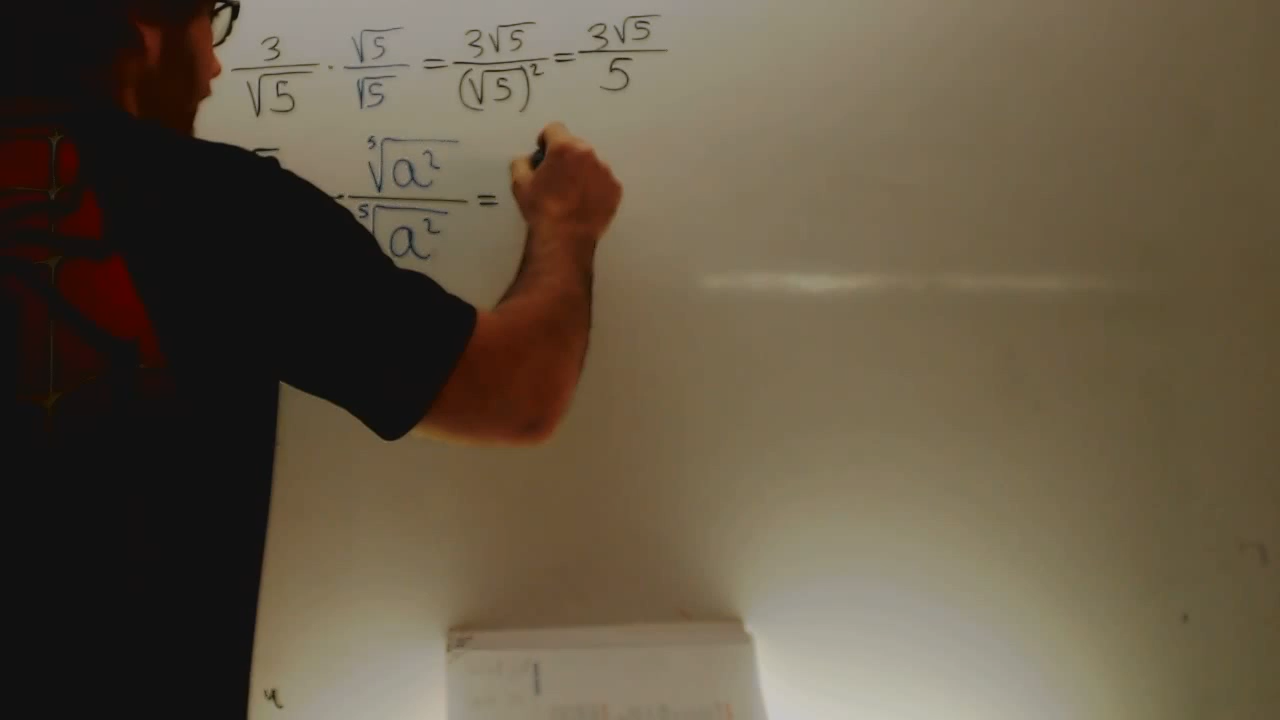 3/√5 · √5/√5 = 3√5/(√5)² = 3√5/5
⁵√a²/⁵√a² =